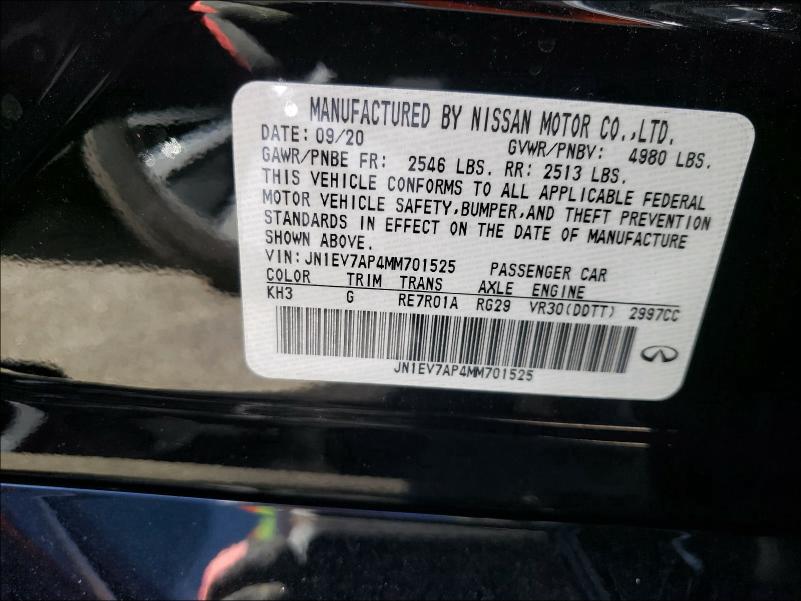 MANUFACTURED BY NISSAN MOTOR CO.,LTD.
DATE: 09/20 GVWR/PNBV: 4980 LBS.
GAWR/PNBE FR: 2546 LBS. RR: 2513 LBS.
THIS VEHICLE CONFORMS TO ALL APPLICABLE FEDERAL
MOTOR VEHICLE SAFETY,BUMPER,AND THEFT PREVENTION
STANDARDS IN EFFECT ON THE DATE OF MANUFACTURE
SHOWN ABOVE.
VIN:JN1EV7AP4MM701525 PASSENGER CAR
COLOR TRIM TRANS AXLE ENGINE
KH3 G RE7R01A RG29 VR30(DDTT) 2997CC
JN1EV7AP4MM701525